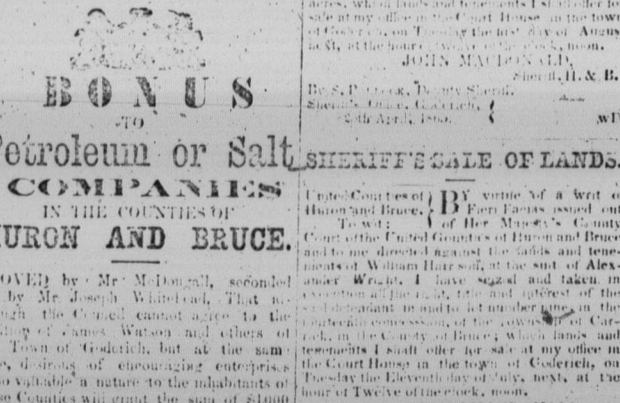 BONUS
TO
Petroleum or Salt
COMPANIES
IN THE COUNTIES OF
HURON AND BRUCE.
MOVED by Mr McDougall, seconded
by Mr. Joseph Whitehead, That
the Council cannot agree to the
of James Watson and others of
Town of Goderich, but at the same
desirous of encouraging enterprises
so valuable a nature to the inhabitants of
Counties will grant the sum of $1000
acres, which lands and tenements I shall offer for
sale at my office in the Court House in the town
of Goderich, on Tuesday the first day of August
next, at the hour of twelve of the clock, noon.
JOHN MACDONALD,
Sheriff, H. & B.
By S. Pollock, Deputy Sheriff.
Sheriff's Office, Goderich,
April,
SHERIFF'S SALE OF LANDS.
United Counties of
Huron and Bruce,
To wit:
BY virtue of a writ of
Fieri Facias issued out
of Her Majesty's County
Court of the United Counties of Huron and Bruce
and to me directed against the lands and tene-
ments of William Harrison, at the suit of Alex-
ander Wright, I have seized and taken in
execution all the right, title and interest of the
said defendant in and to lot number in the
concession, of the township of Car-
rick, in the County of Bruce; which lands and
tenements I shall offer for sale at my office in
the Court House in the town of Goderich, on
Tuesday the Eleventh day of July, next, at the
hour of Twelve of the clock, noon.